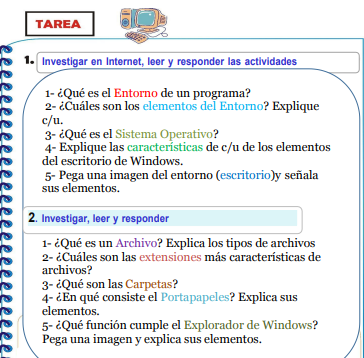 TAREA
1. Investigar en Internet, leer y responder las actividades
1- ¿Qué es el Entorno de un programa?
2- ¿Cuáles son los elementos del Entorno? Explique
c/u.
3- ¿Qué es el Sistema Operativo?
4- Explique las características de c/u de los elementos
del escritorio de Windows.
5- Pega una imagen del entorno (escritorio)y señala
sus elementos.
2. Investigar, leer y responder
1- ¿Qué es un Archivo? Explica los tipos de archivos
2- ¿Cuáles son las extensiones más características de
archivos?
3- ¿Qué son las Carpetas?
4- ¿En qué consiste el Portapapeles? Explica sus
elementos.
5- ¿Qué función cumple el Explorador de Windows?
Pega una imagen y explica sus elementos.